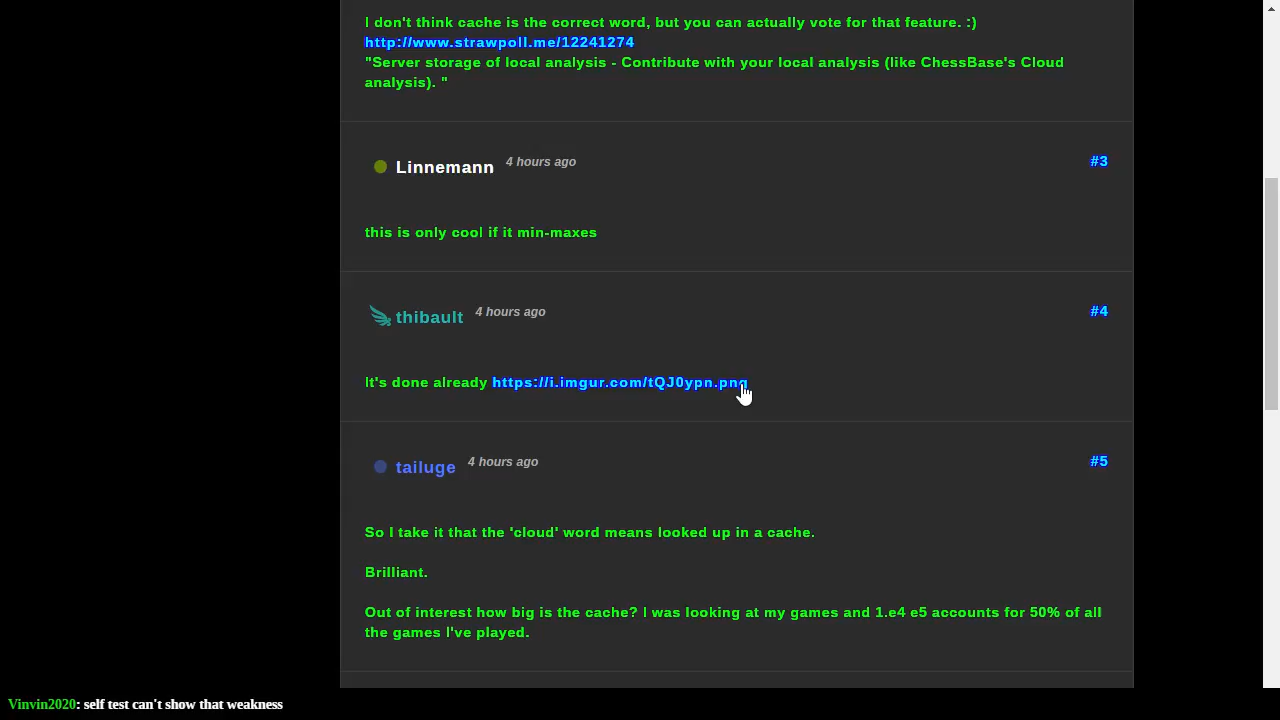 I don't think cache is the correct word, but you can actually vote for that feature. :)
http://www.strawpoll.me/12241274
"Server storage of local analysis - Contribute with your local analysis (like ChessBase's Cloud
analysis). "
Linnemann 4 hours ago #3
this is only cool if it min-maxes
thibault 4 hours ago #4
It's done already https://i.imgur.com/tQJ0ypn.png
tailuge 4 hours ago #5
So I take it that the 'cloud' word means looked up in a cache.
Brilliant.
Out of interest how big is the cache? I was looking at my games and 1.e4 e5 accounts for 50% of all
the games I've played.
Vinvin2020: self test can't show that weakness